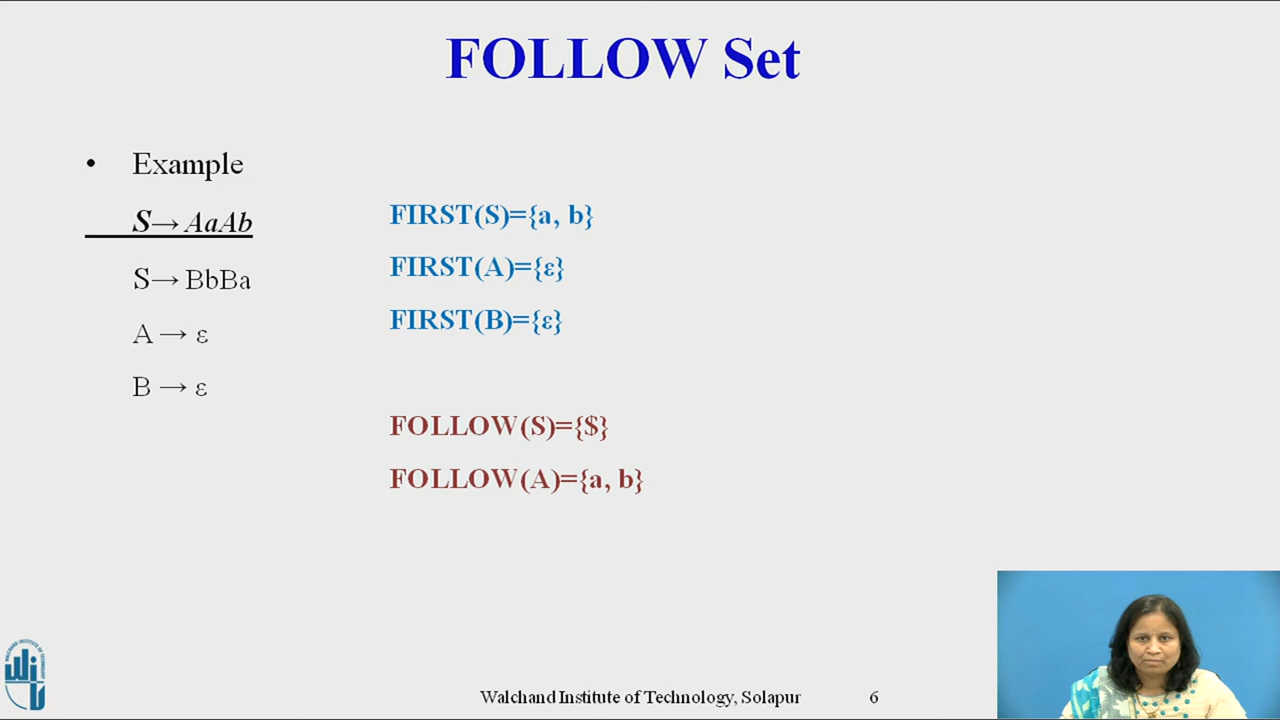 FOLLOW Set
• Example
S→ AaAb
S→ BbBa
A → ε
B → ε
FIRST(S)={a, b}
FIRST(A)={ε}
FIRST(B)={ε}
FOLLOW(S)={$}
FOLLOW(A)={a, b}
Walchand Institute of Technology, Solapur 6